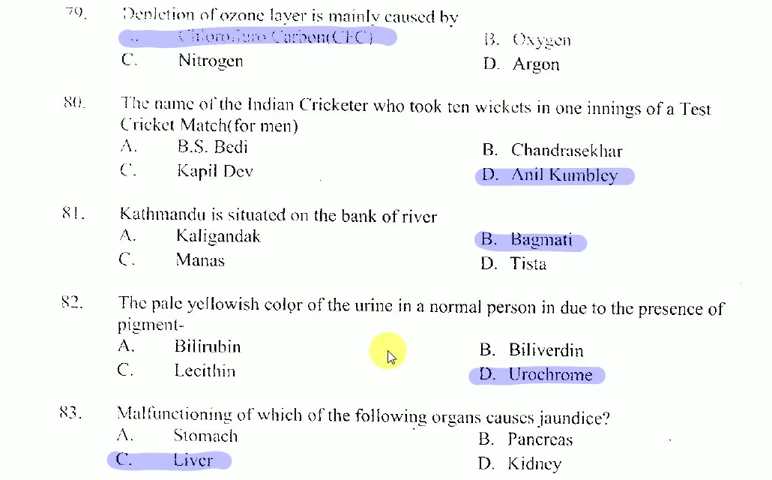 79. Depletion of ozone layer is mainly caused by
Chlorofluro Carbon(CFC) B. Oxygen
C. Nitrogen D. Argon
80. The name of the Indian Cricketer who took ten wickets in one innings of a Test
Cricket Match(for men)
A. B.S. Bedi B. Chandrasekhar
C. Kapil Dev D. Anil Kumbley
81. Kathmandu is situated on the bank of river
A. Kaligandak B. Bagmati
C. Manas D. Tista
82. The pale yellowish color of the urine in a normal person in due to the presence of
pigment-
A. Bilirubin B. Biliverdin
C. Lecithin D. Urochrome
83. Malfunctioning of which of the following organs causes jaundice?
A. Stomach B. Pancreas
C. Liver D. Kidney